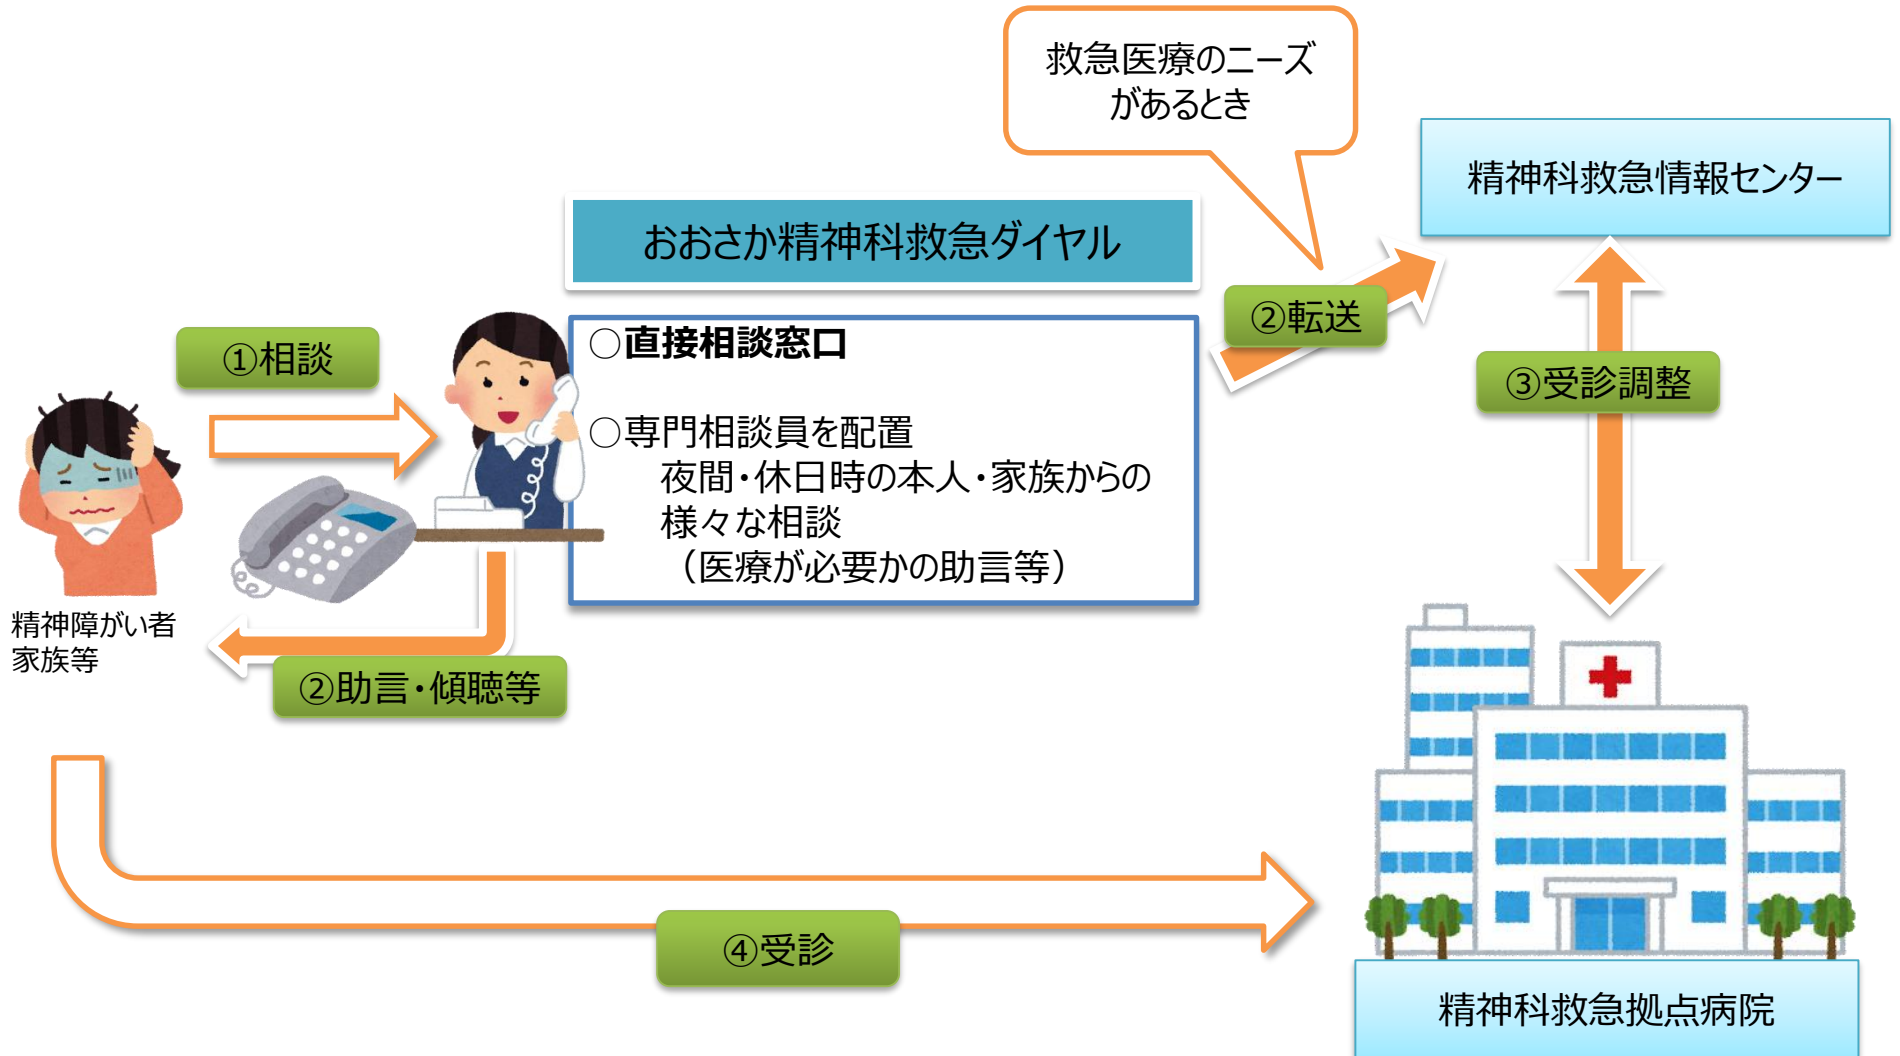 救急医療のニーズ
があるとき
精神科救急情報センター
おおさか精神科救急ダイヤル
②転送
①相談
○直接相談窓口
○専門相談員を配置
夜間・休日時の本人・家族からの
様々な相談
（医療が必要かの助言等）
③受診調整
精神障がい者
家族等
②助言・傾聴等
④受診
精神科救急拠点病院